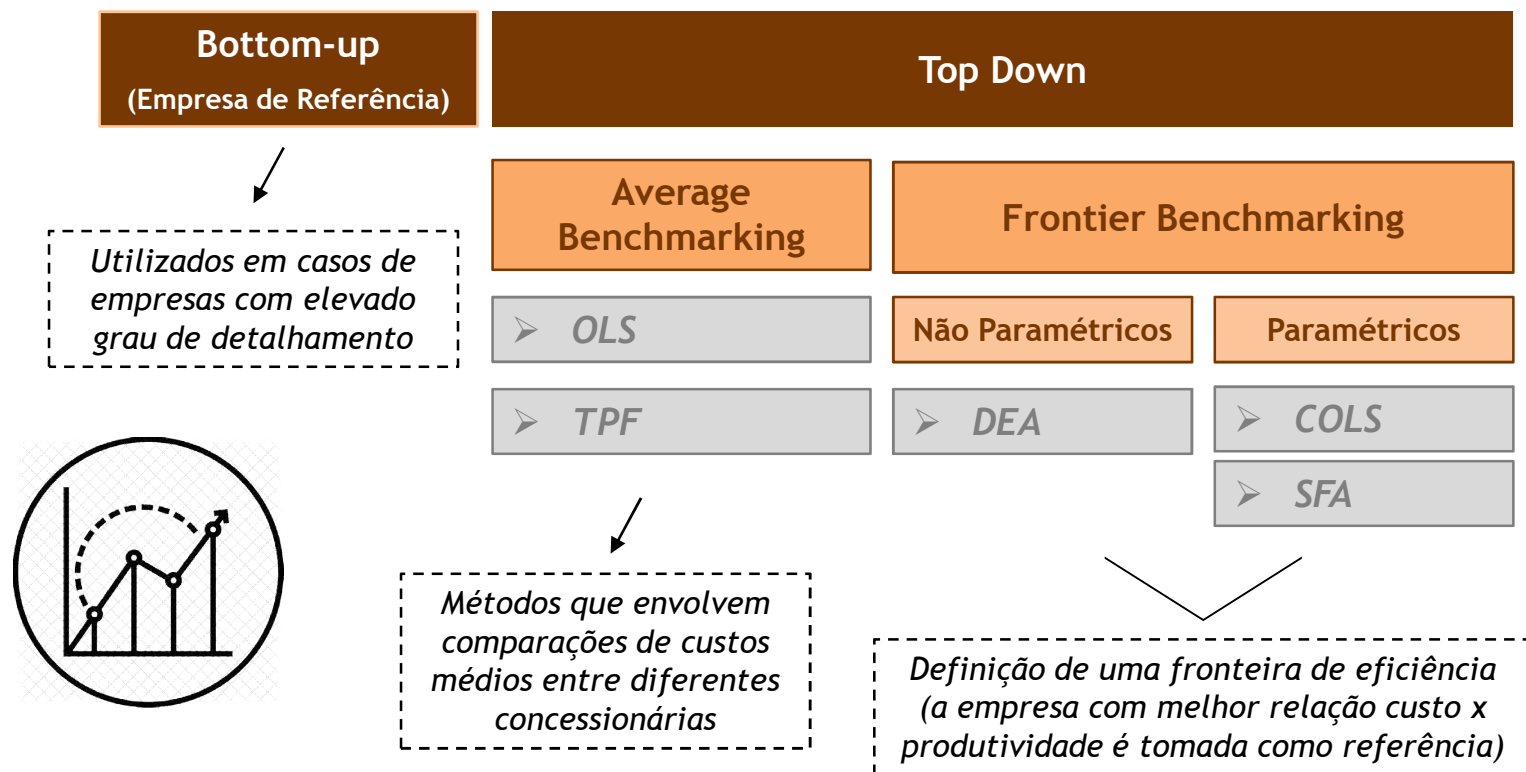 Bottom-up
(Empresa de Referência)
Top Down
Utilizados em casos de
empresas com elevado
grau de detalhamento
Average
Benchmarking
Frontier Benchmarking
➢ OLS
Não Paramétricos
Paramétricos
➢ TPF
➢ DEA
➢ COLS
➢ SFA
Métodos que envolvem
comparações de custos
médios entre diferentes
concessionárias
Definição de uma fronteira de eficiência
(a empresa com melhor relação custo x
produtividade é tomada como referência)